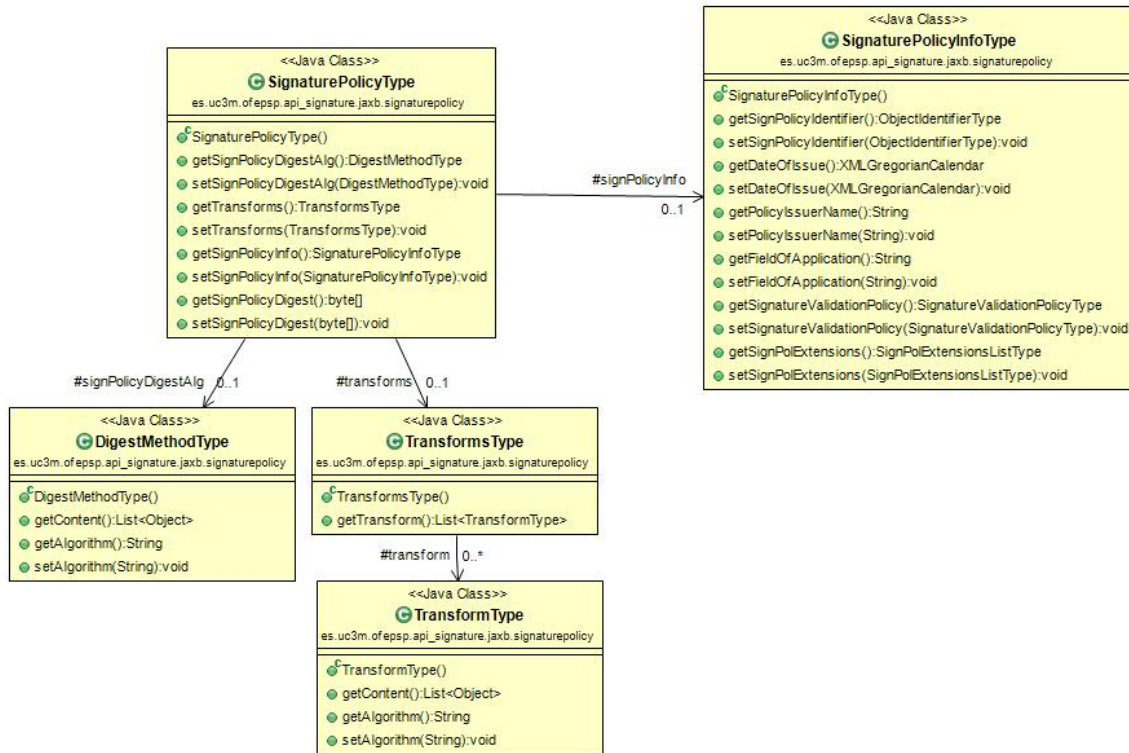 <<Java Class>>
SignaturePolicyType
es.uc3m.ofepsp.api_signature.jaxb.signaturepolicy
SignaturePolicyType()
getSignPolicyDigestAlg():DigestMethodType
setSignPolicyDigestAlg(DigestMethodType):void
getTransforms():TransformsType
setTransforms(TransformsType):void
getSignPolicyInfo():SignaturePolicyInfoType
setSignPolicyInfo(SignaturePolicyInfoType):void
getSignPolicyDigest():byte[]
setSignPolicyDigest(byte[]):void
#signPolicyInfo
0..1
<<Java Class>>
SignaturePolicyInfoType
es.uc3m.ofepsp.api_signature.jaxb.signaturepolicy
SignaturePolicyInfoType()
getSignPolicyIdentifier():ObjectIdentifierType
setSignPolicyIdentifier(ObjectIdentifierType):void
getDateOfIssue():XMLGregorianCalendar
setDateOfIssue(XMLGregorianCalendar):void
getPolicyIssuerName():String
setPolicyIssuerName(String):void
getFieldOfApplication():String
setFieldOfApplication(String):void
getSignatureValidationPolicy():SignatureValidationPolicyType
setSignatureValidationPolicy(SignatureValidationPolicyType):void
getSignPolExtensions():SignPolExtensionsListType
setSignPolExtensions(SignPolExtensionsListType):void
#signPolicyDigestAlg 0..1
#transforms 0..1
<<Java Class>>
DigestMethodType
es.uc3m.ofepsp.api_signature.jaxb.signaturepolicy
DigestMethodType()
getContent():List<Object>
getAlgorithm():String
setAlgorithm(String):void
<<Java Class>>
TransformsType
es.uc3m.ofepsp.api_signature.jaxb.signaturepolicy
TransformsType()
getTransform():List<TransformType>
#transform 0..*
<<Java Class>>
TransformType
es.uc3m.ofepsp.api_signature.jaxb.signaturepolicy
TransformType()
getContent():List<Object>
getAlgorithm():String
setAlgorithm(String):void